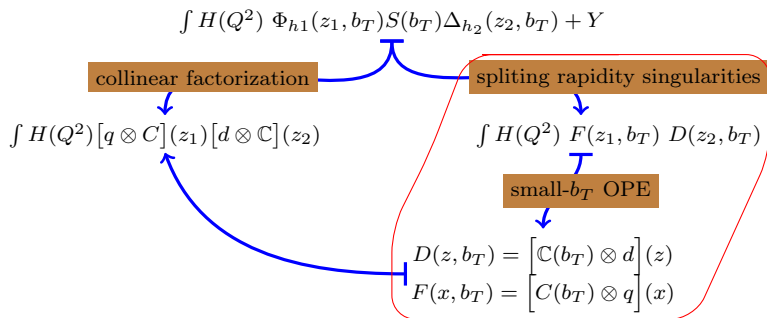 ∫ H(Q²) Φ_{h1}(z₁, b_T)S(b_T)Δ_{h₂}(z₂, b_T) + Y
collinear factorization
spliting rapidity singularities
∫ H(Q²)[q ⊗ C](z₁)[d ⊗ ℂ](z₂)
∫ H(Q²) F(z₁, b_T) D(z₂, b_T)
small-b_T OPE
D(z, b_T) = [ℂ(b_T) ⊗ d](z)
F(x, b_T) = [C(b_T) ⊗ q](x)